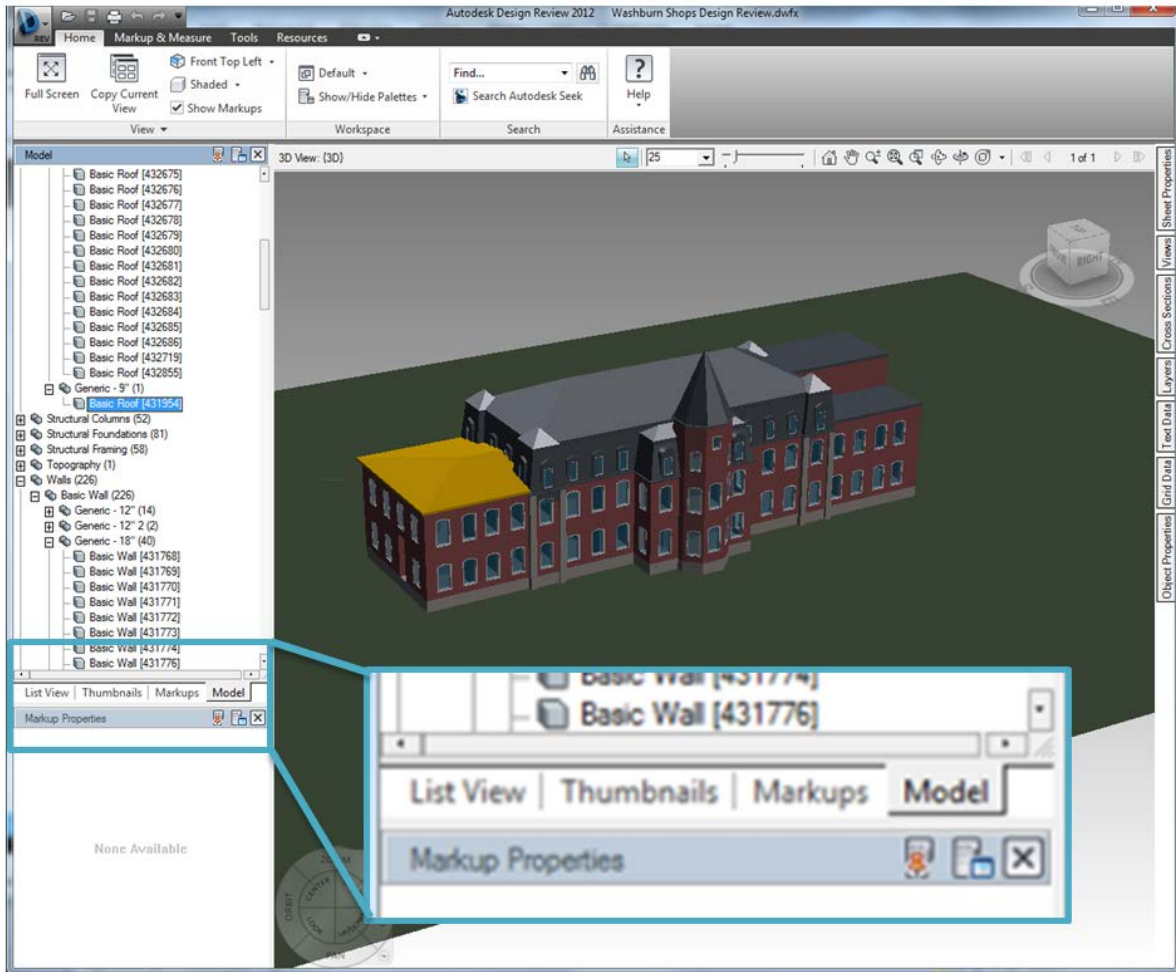 Autodesk Design Review 2012 Washburn Shops Design Review.dwfx
REV
Home Markup & Measure Tools Resources
Full Screen
Copy Current View
Front Top Left
Shaded
Show Markups
View
Default
Show/Hide Palettes
Workspace
Find...
Search Autodesk Seek
Search
Help
Assistance
Model
3D View: {3D}
25
1 of 1
Basic Roof [432675]
Basic Roof [432676]
Basic Roof [432677]
Basic Roof [432678]
Basic Roof [432679]
Basic Roof [432680]
Basic Roof [432681]
Basic Roof [432682]
Basic Roof [432683]
Basic Roof [432684]
Basic Roof [432685]
Basic Roof [432686]
Basic Roof [432719]
Basic Roof [432855]
Generic - 9" (1)
Basic Roof [431954]
Structural Columns (52)
Structural Foundations (81)
Structural Framing (58)
Topography (1)
Walls (226)
Basic Wall (226)
Generic - 12" (14)
Generic - 12" 2 (2)
Generic - 18" (40)
Basic Wall [431768]
Basic Wall [431769]
Basic Wall [431770]
Basic Wall [431771]
Basic Wall [431772]
Basic Wall [431773]
Basic Wall [431774]
Basic Wall [431776]
List View | Thumbnails | Markups Model
Markup Properties
None Available
RIGHT
Sheet Properties
Views
Cross Sections
Layers
Text Data
Grid Data
Object Properties
Basic Wall [431774]
Basic Wall [431776]
List View | Thumbnails | Markups Model
Markup Properties
ZOOM
ORBIT
CENTER
LOOK
PAN